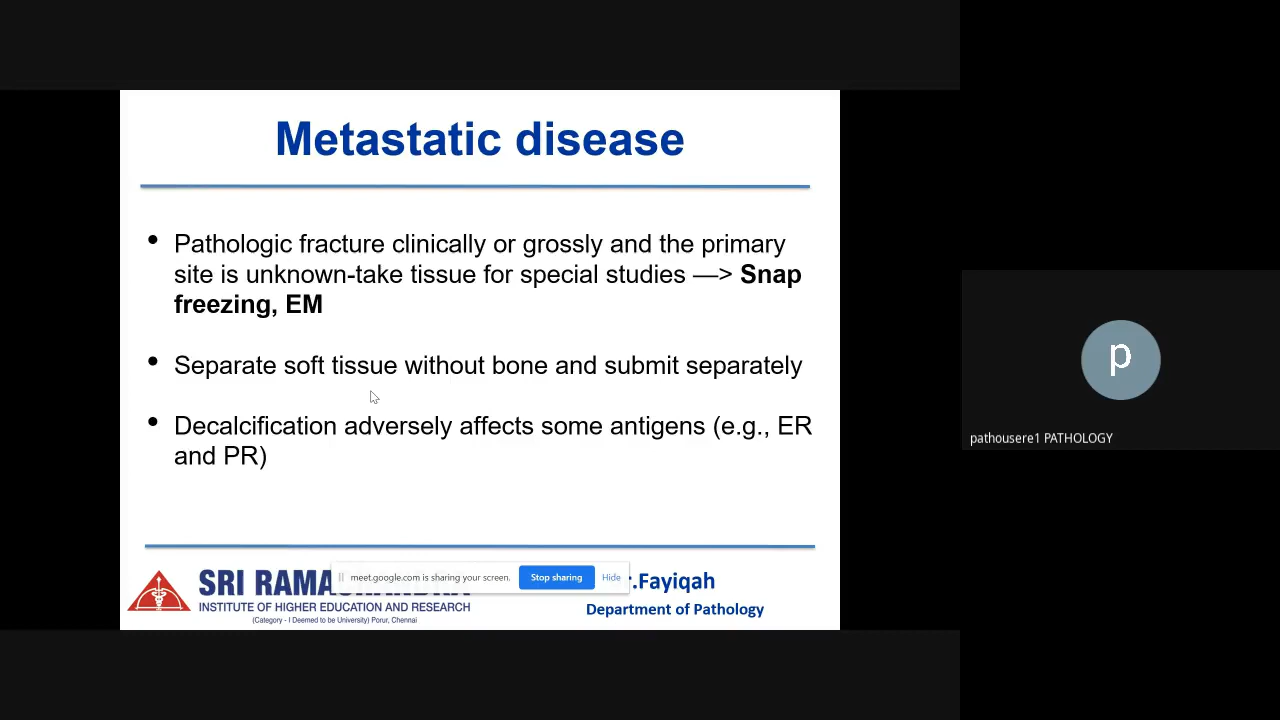 Metastatic disease
• Pathologic fracture clinically or grossly and the primary
site is unknown-take tissue for special studies —> Snap
freezing, EM
• Separate soft tissue without bone and submit separately
• Decalcification adversely affects some antigens (e.g., ER
and PR)
SRI
meet.google.com is sharing your screen. Stop sharing Hide
.Fayiqah
INSTITUTE OF HIGHER EDUCATION AND RESEARCH
(Category - I Deemed to be University) Porur, Chennai
Department of Pathology
p
pathousere1 PATHOLOGY